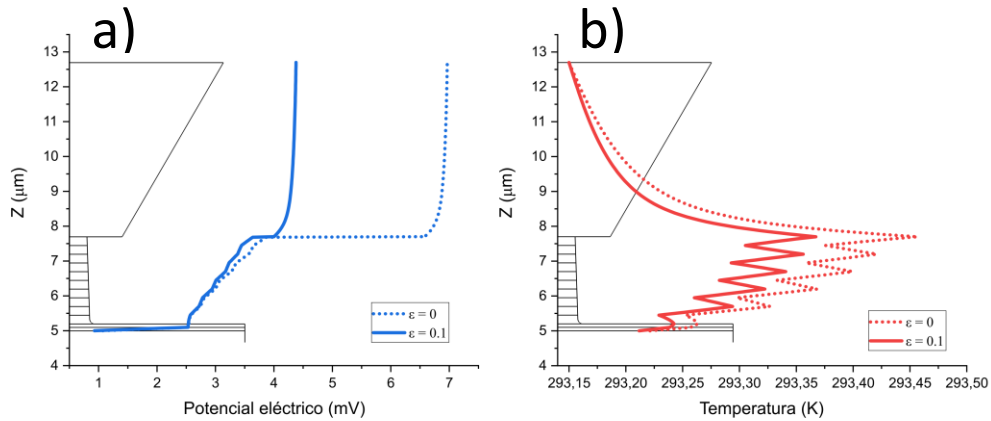 a)
13
12
11
10
9
8
7
6
5
4
Z (μm)
1 2 3 4 5 6 7
Potencial eléctrico (mV)
ε = 0
ε = 0.1
b)
13
12
11
10
9
8
7
6
5
4
Z (μm)
293,15 293,20 293,25 293,30 293,35 293,40 293,45 293,50
Temperatura (K)
ε = 0
ε = 0.1